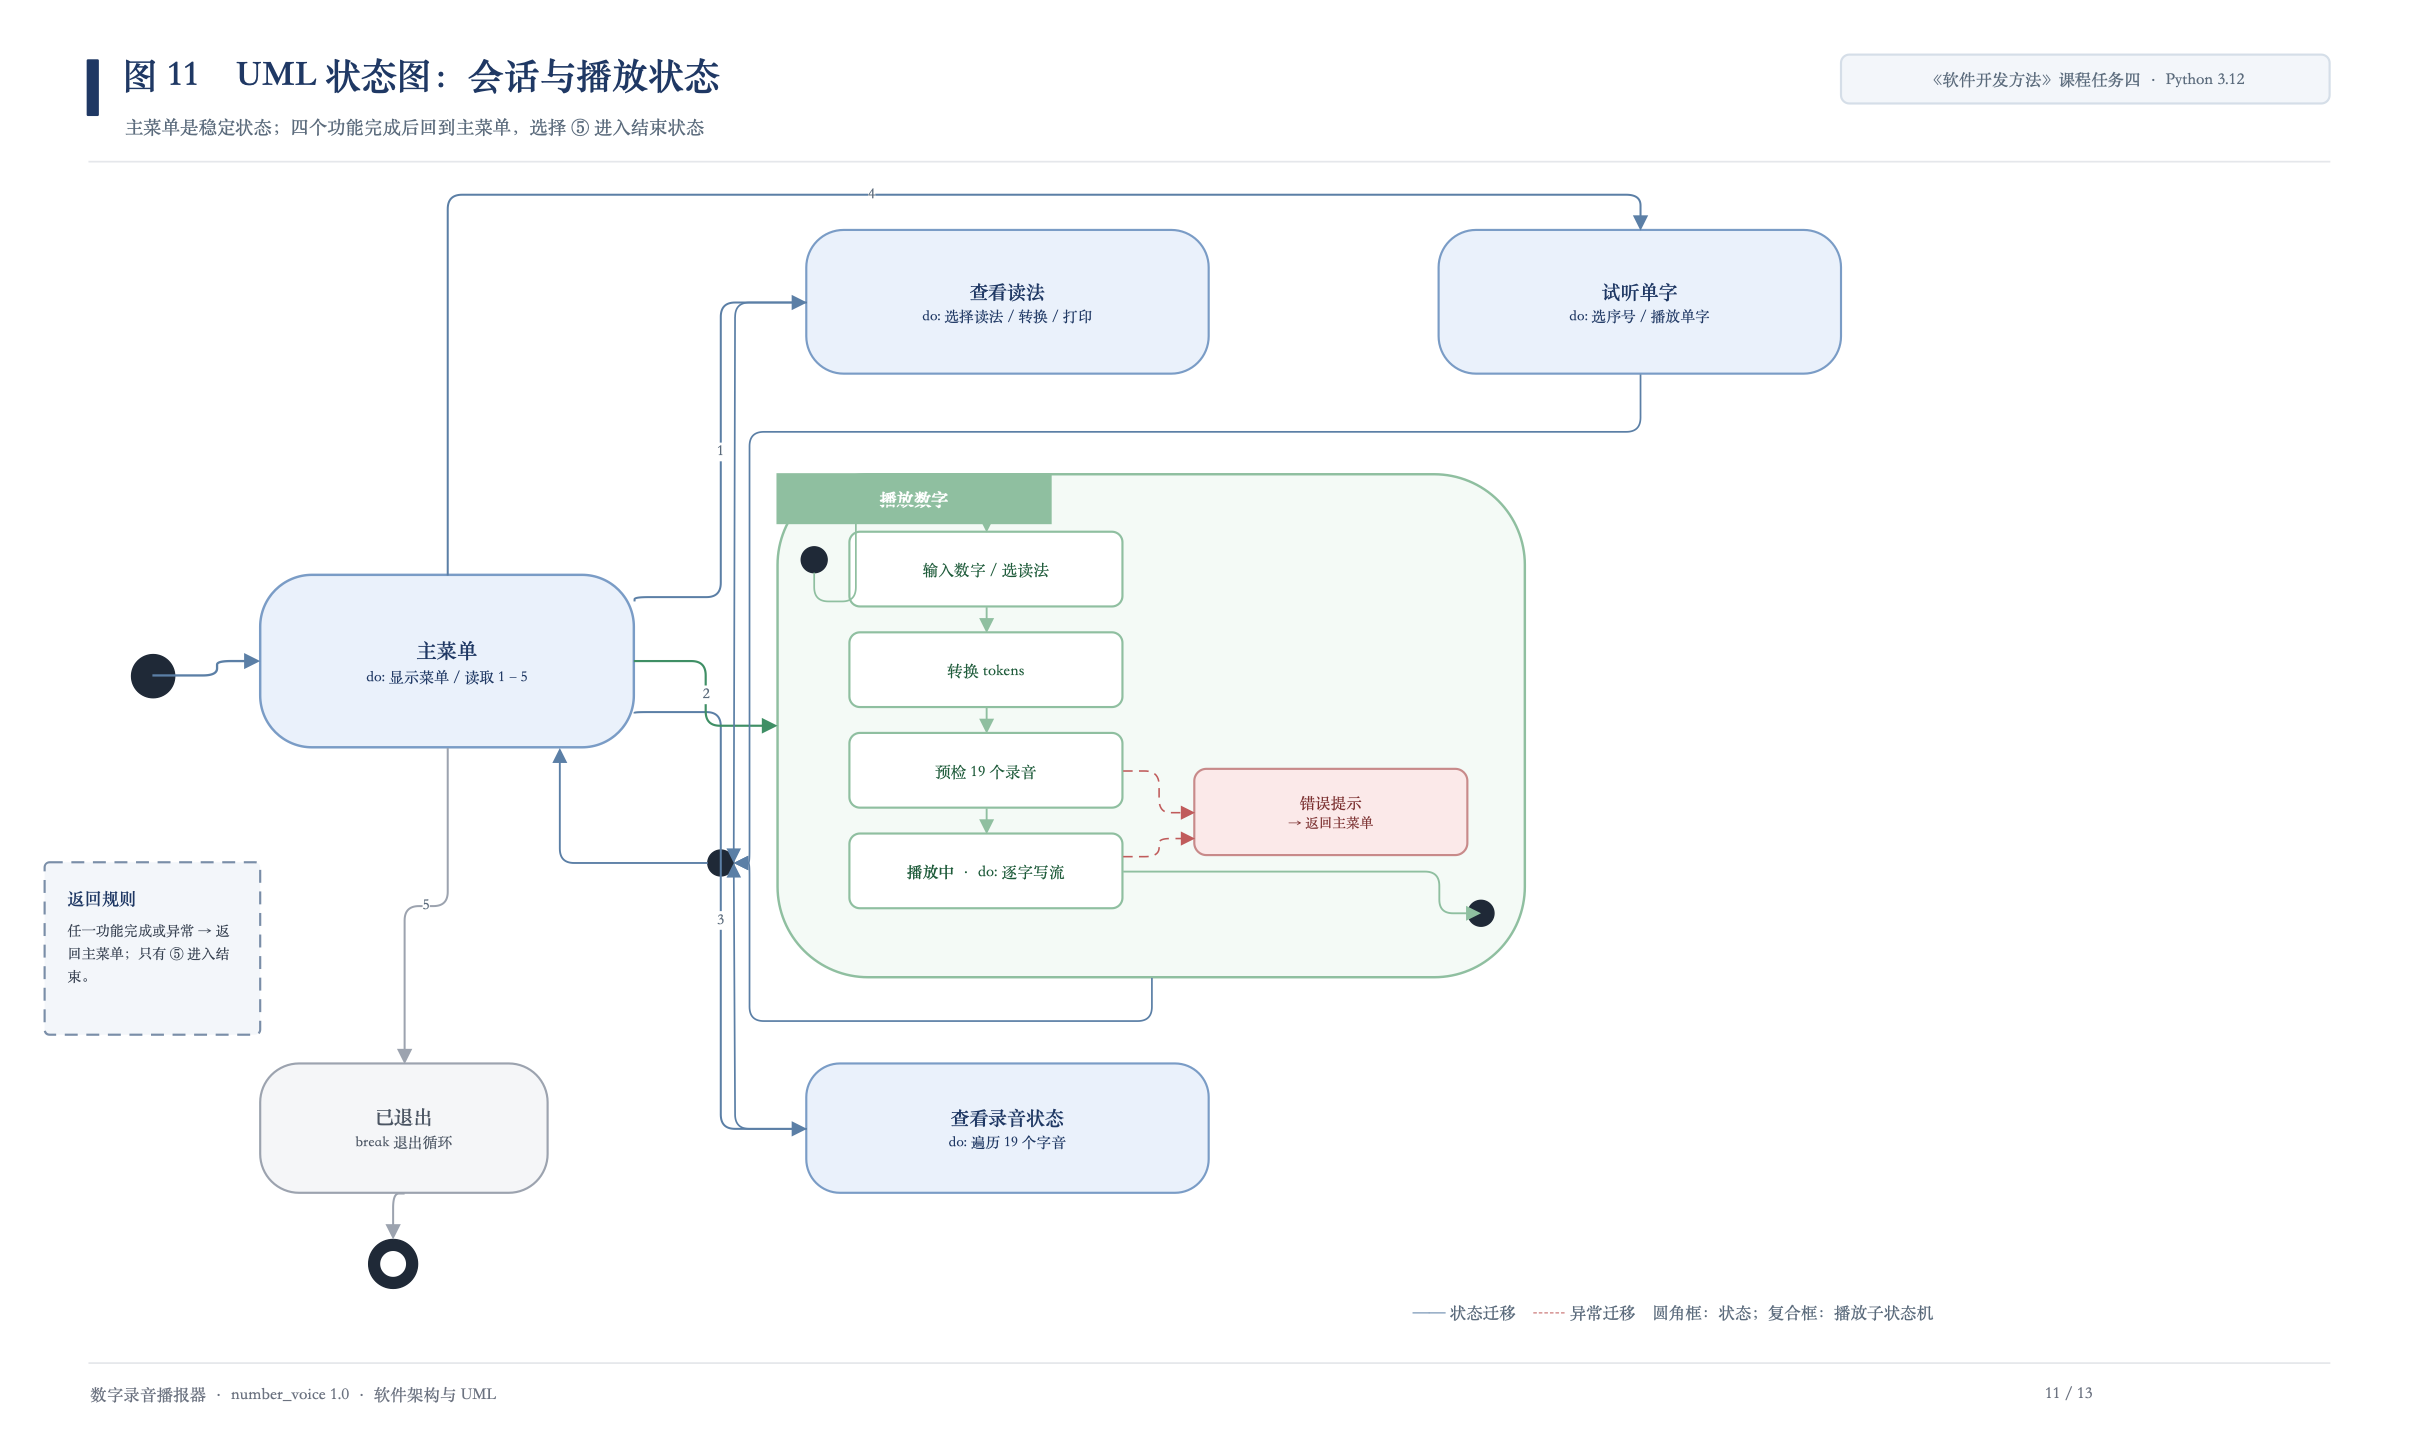 图 11 UML 状态图：会话与播放状态
《软件开发方法》课程任务四 · Python 3.12
主菜单是稳定状态；四个功能完成后回到主菜单，选择 ⑤ 进入结束状态
4
查看读法
do: 选择读法 / 转换 / 打印
试听单字
do: 选序号 / 播放单字
1
播放数字
输入数字 / 选读法
主菜单
do: 显示菜单 / 读取 1 – 5
转换 tokens
2
预检 19 个录音
错误提示
→ 返回主菜单
播放中 · do: 逐字写流
3
5
返回规则
任一功能完成或异常 → 返
回主菜单；只有 ⑤ 进入结
束。
已退出
break 退出循环
查看录音状态
do: 遍历 19 个字音
状态迁移 异常迁移 圆角框：状态；复合框：播放子状态机
数字录音播报器 · number_voice 1.0 · 软件架构与 UML
11 / 13